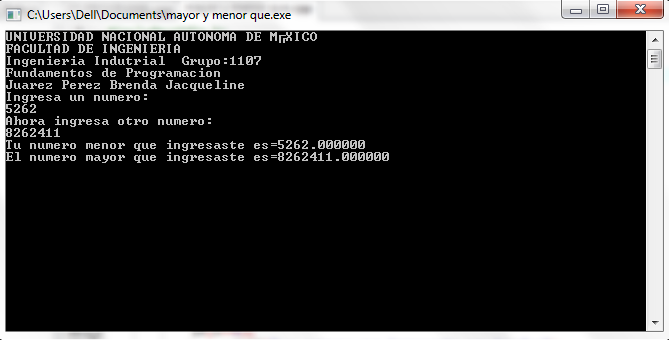 C:\Users\Dell\Documents\mayor y menor que.exe
UNIVERSIDAD NACIONAL AUTONOMA DE M╔XICO
FACULTAD DE INGENIERIA
Ingenieria Indutrial  Grupo:1107
Fundamentos de Programacion
Juarez Perez Brenda Jacqueline
Ingresa un numero:
5262
Ahora ingresa otro numero:
8262411
Tu numero menor que ingresaste es=5262.000000
El numero mayor que ingresaste es=8262411.000000